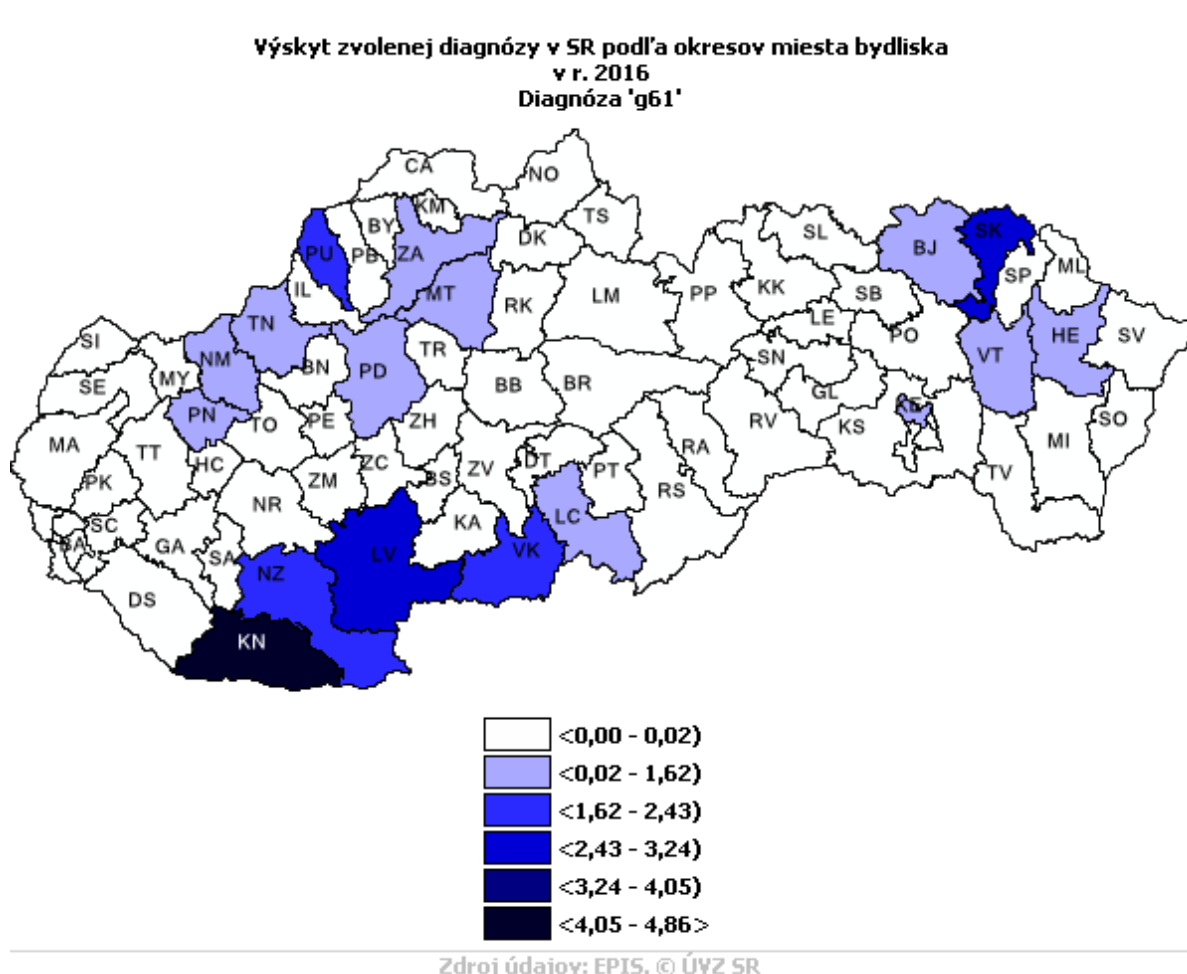 Výskyt zvolenej diagnózy v SR podľa okresov miesta bydliska
v r. 2016
Diagnóza 'g61'
CA
NO
KM
TS
BY
PU
PB
ZA
DK
SL
BJ
SK
SP
ML
IL
MT
RK
LM
PP
KK
SB
TN
LE
PO
HE
SV
SI
NM
MY
BN
PD
TR
SN
VT
SE
BB
BR
GL
PN
TO
PE
ZH
KE
SO
MA
TT
RV
KS
MI
HC
ZC
ZV
DT
RA
PK
ZM
BS
PT
TV
NR
RS
SC
KA
LC
BA
GA
SA
LV
VK
NZ
DS
KN
<0,00 - 0,02)
<0,02 - 1,62)
<1,62 - 2,43)
<2,43 - 3,24)
<3,24 - 4,05)
<4,05 - 4,86>
Zdroj údajov: EPIS, © ÚVZ SR